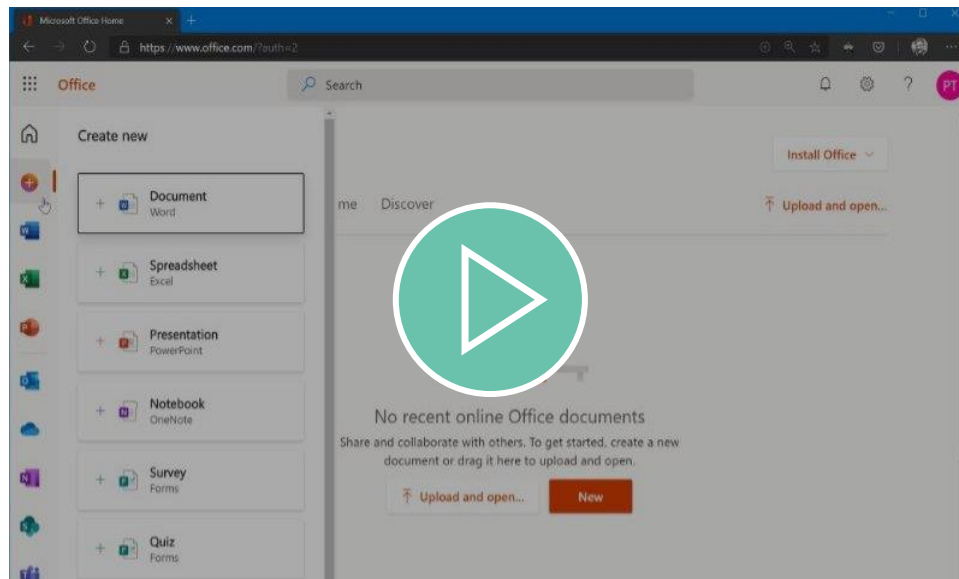 Microsoft Office Home
https://www.office.com/?auth=2
Office
Search
PT
Create new
Install Office
Document
Word
me Discover
Upload and open...
Spreadsheet
Excel
Presentation
PowerPoint
Notebook
OneNote
No recent online Office documents
Share and collaborate with others. To get started, create a new
document or drag it here to upload and open.
Survey
Forms
Upload and open...
New
Quiz
Forms